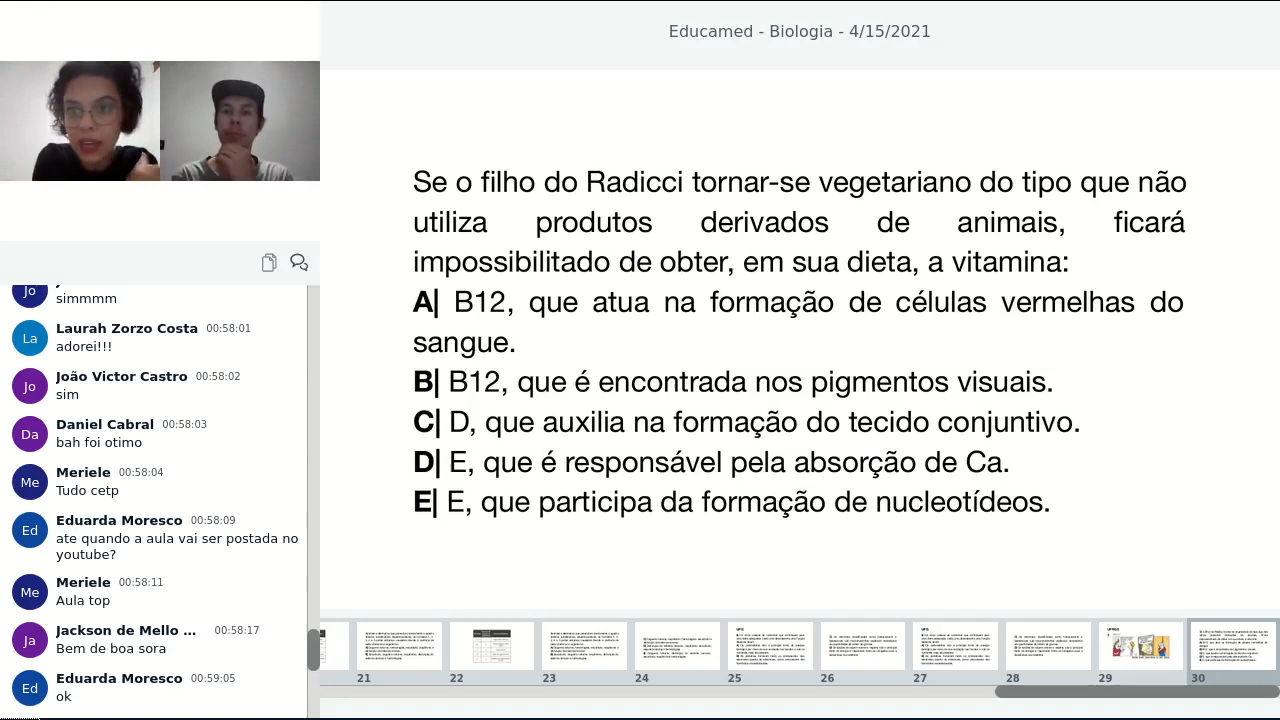 Educamed - Biologia - 4/15/2021
Se o filho do Radicci tornar-se vegetariano do tipo que não
utiliza produtos derivados de animais, ficará
impossibilitado de obter, em sua dieta, a vitamina:
A| B12, que atua na formação de células vermelhas do
sangue.
B| B12, que é encontrada nos pigmentos visuais.
C| D, que auxilia na formação do tecido conjuntivo.
D| E, que é responsável pela absorção de Ca.
E| E, que participa da formação de nucleotídeos.
Jo
simmmm
La
Laurah Zorzo Costa 00:58:01
adorei!!!
Jo
João Victor Castro 00:58:02
sim
Da
Daniel Cabral 00:58:03
bah foi otimo
Me
Meriele 00:58:04
Tudo cetp
Ed
Eduarda Moresco 00:58:09
ate quando a aula vai ser postada no
youtube?
Me
Meriele 00:58:11
Aula top
Ja
Jackson de Mello ... 00:58:17
Bem de boa sora
Ed
Eduarda Moresco 00:59:05
ok
21 22 23 24 25 26 27 28 29 30